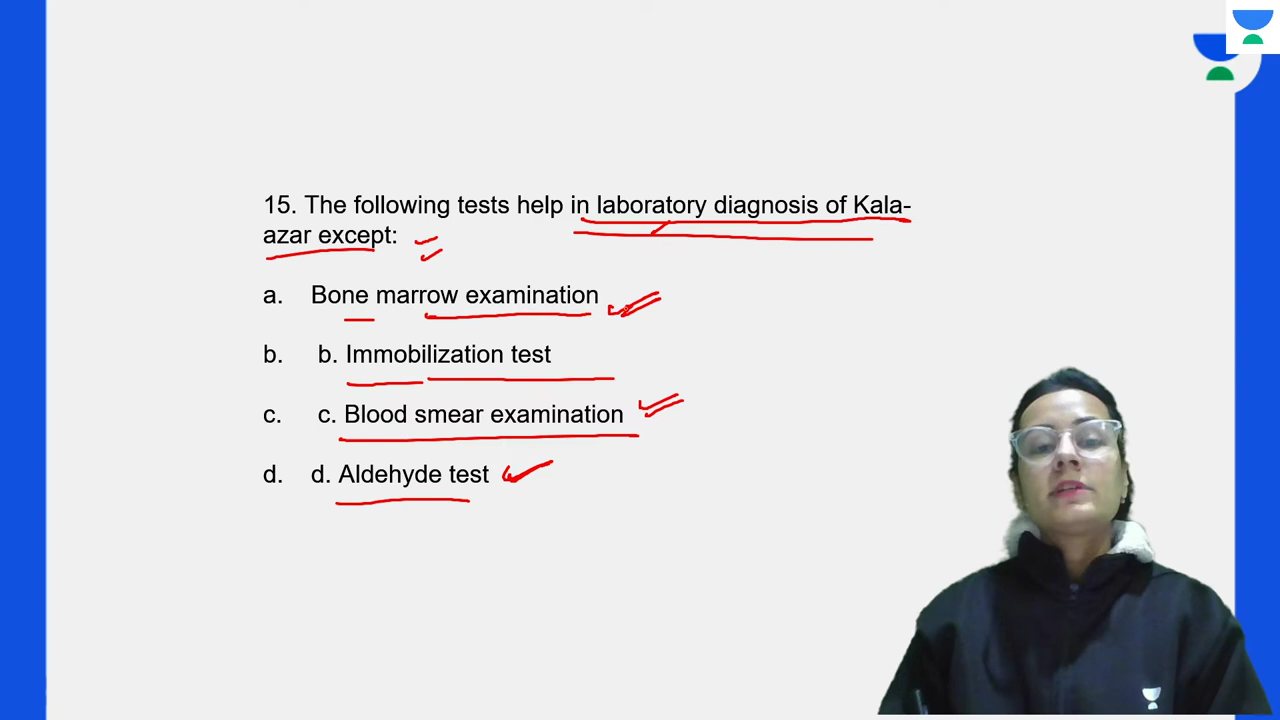 15. The following tests help in laboratory diagnosis of Kala-
azar except:
a. Bone marrow examination
b. b. Immobilization test
c. c. Blood smear examination
d. d. Aldehyde test